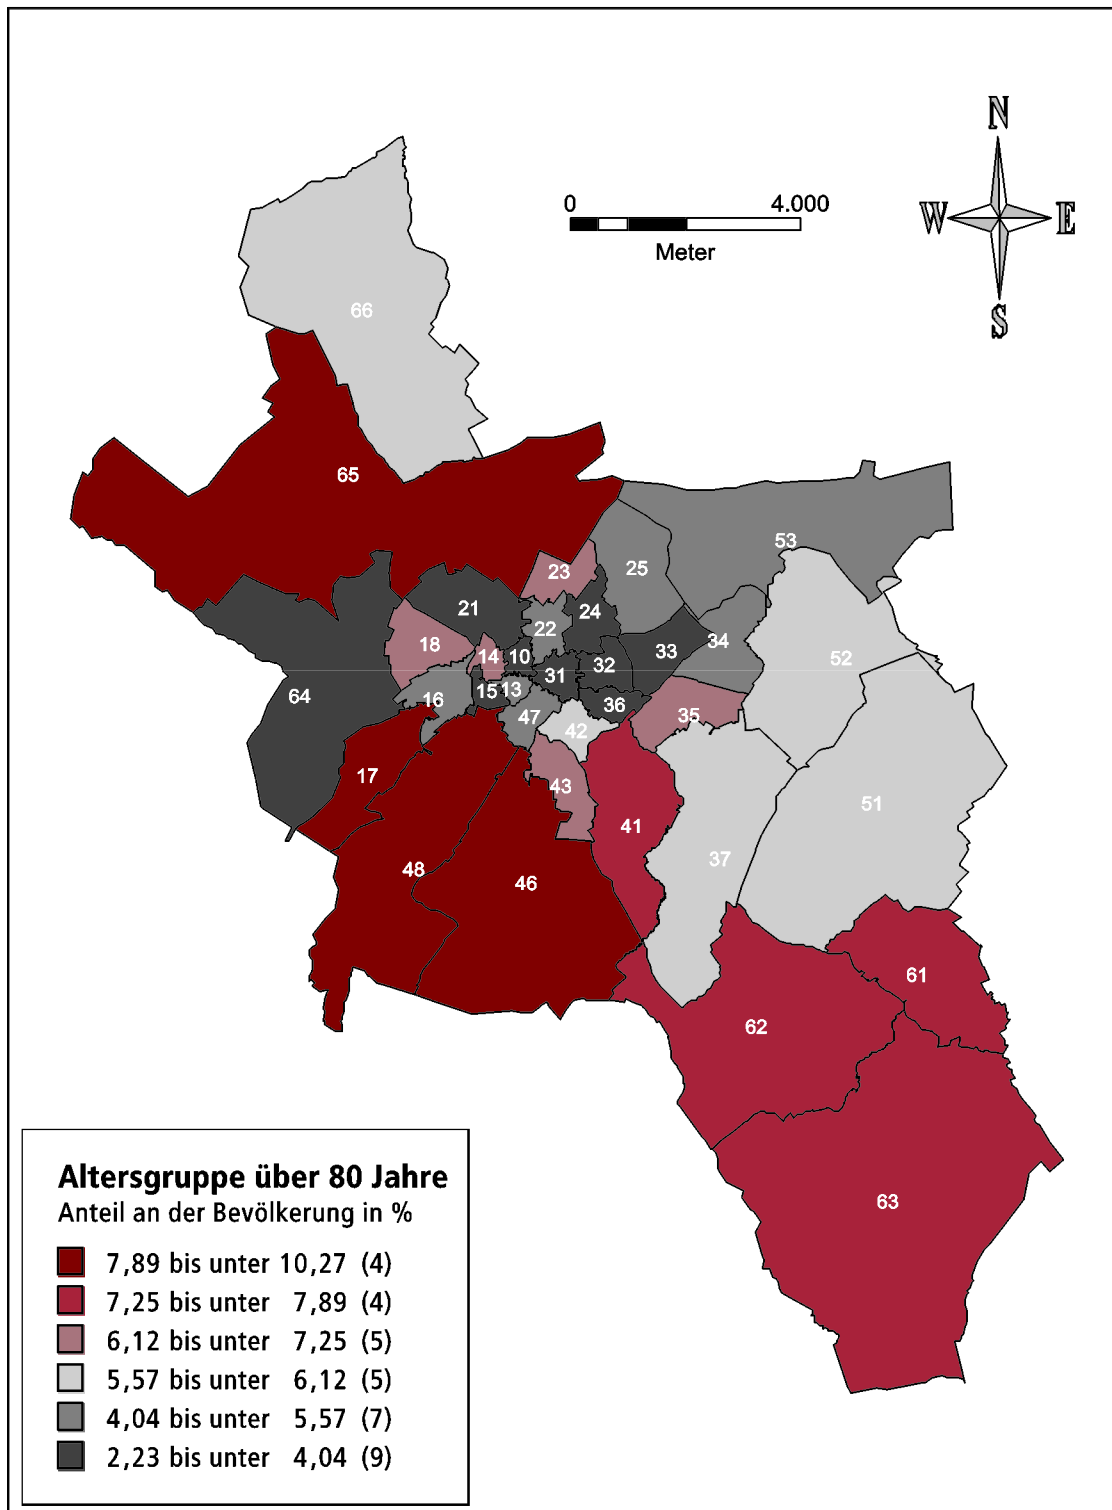 N
0 4.000
W E
Meter
S
66
65
53
25
23
21
24
22
18
34
33
14 10
52
32
31
15 13
64
16
36
47
35
42
17
43
51
41
37
48
46
61
62
63
Altersgruppe über 80 Jahre
Anteil an der Bevölkerung in %
7,89 bis unter 10,27 (4)
7,25 bis unter 7,89 (4)
6,12 bis unter 7,25 (5)
5,57 bis unter 6,12 (5)
4,04 bis unter 5,57 (7)
2,23 bis unter 4,04 (9)